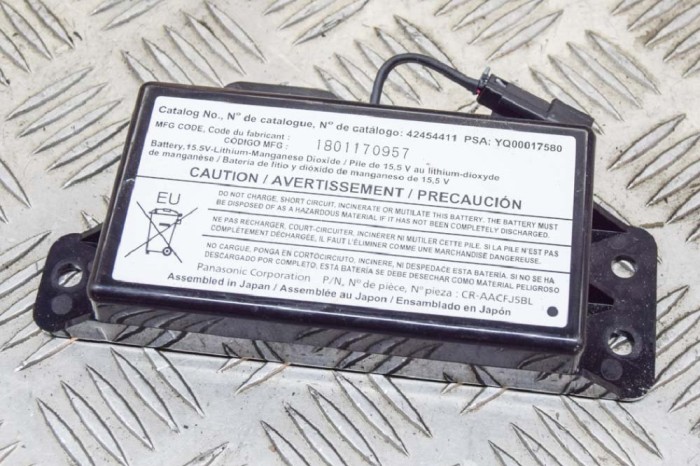 Catalog No., Nº de catalogue, Nº de catálogo: 42454411 PSA: YQ00017580
MFG CODE, Code du fabricant :
CÓDIGO MFG : 1801170957
Battery, 15.5V-Lithium-Manganese Dioxide / Pile de 15,5 V au lithium-dioxyde
de manganèse / Batería de fitio y dióxido de manganeso de 15,5 V
CAUTION / AVERTISSEMENT / PRECAUCIÓN
EU
DO NOT CHARGE, SHORT CIRCUIT, INCINERATE OR MUTILATE THIS BATTERY. THE BATTERY MUST
BE DISPOSED OF AS A HAZARDOUS MATERIAL IF IT HAS NOT BEEN COMPLETELY DISCHARGED.
NE PAS RECHARGER, COURT-CIRCUITER, INCINÉRER NI MUTILER CETTE PILE. SI LA PILE N'EST PAS
COMPLÈTEMENT DÉCHARGÉE, IL FAUT L'ÉLIMINER COMME UNE MARCHANDISE DANGEREUSE.
NO CARGUE, PONGA EN CORTOCIRCUITO, INCINERE, NI DESPEDACE ESTA BATERÍA. SI NO SE HA
DESCARGADO POR COMPLETO, ESTA BATERÍA SE DEBE DESECHAR COMO MATERIAL PELIGROSO
Panasonic Corporation P/N, Nº de pièce, Nº pieza : CR-AACFJ5BL
Assembled in Japan / Assemblée au Japon / Ensamblado en Japón